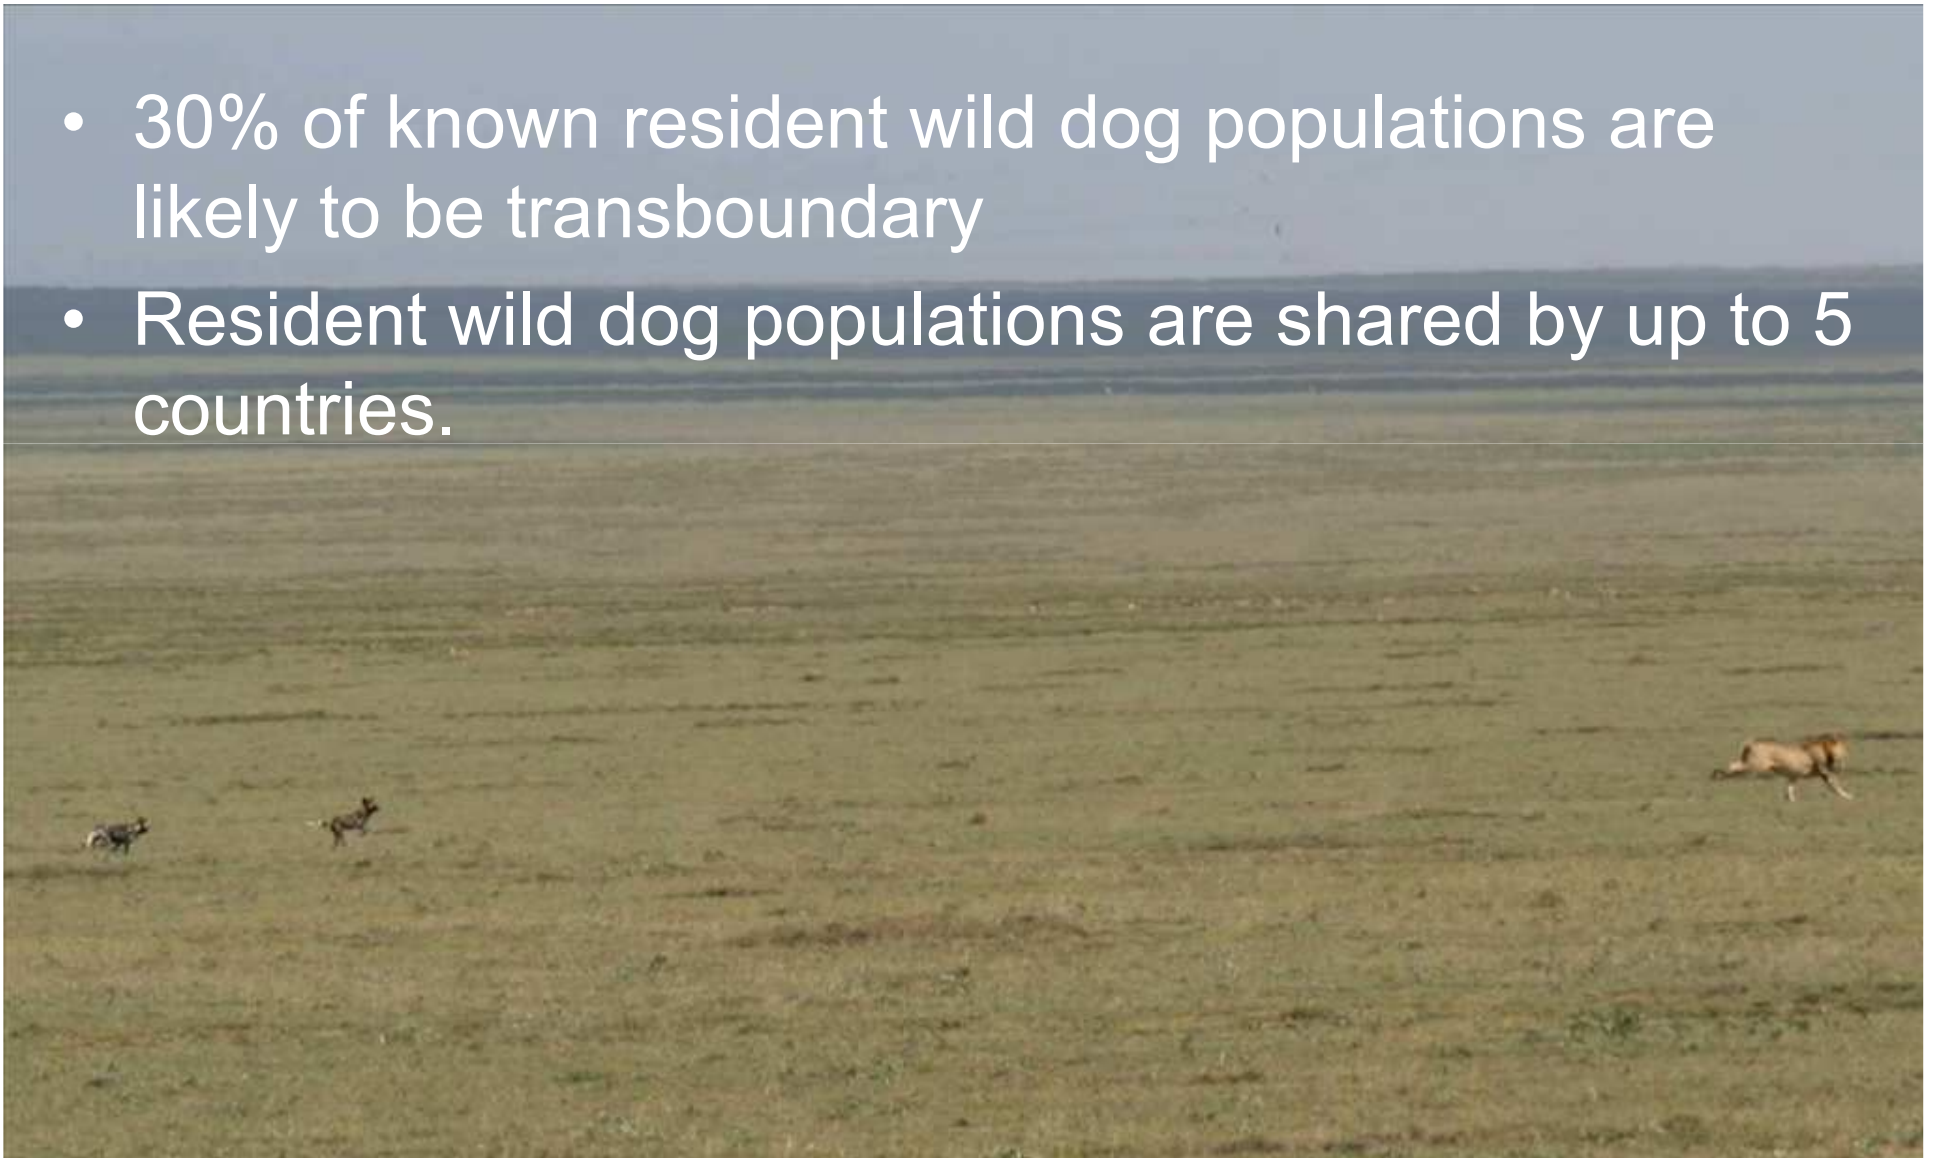 • 30% of known resident wild dog populations are
likely to be transboundary
• Resident wild dog populations are shared by up to 5
countries.